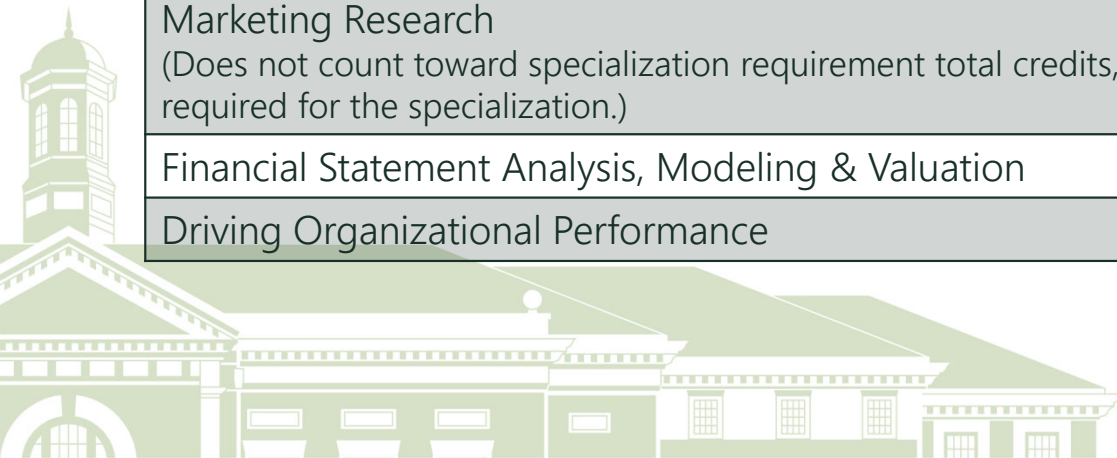 Marketing Research
(Does not count toward specialization requirement total credits,
required for the specialization.)
Financial Statement Analysis, Modeling & Valuation
Driving Organizational Performance